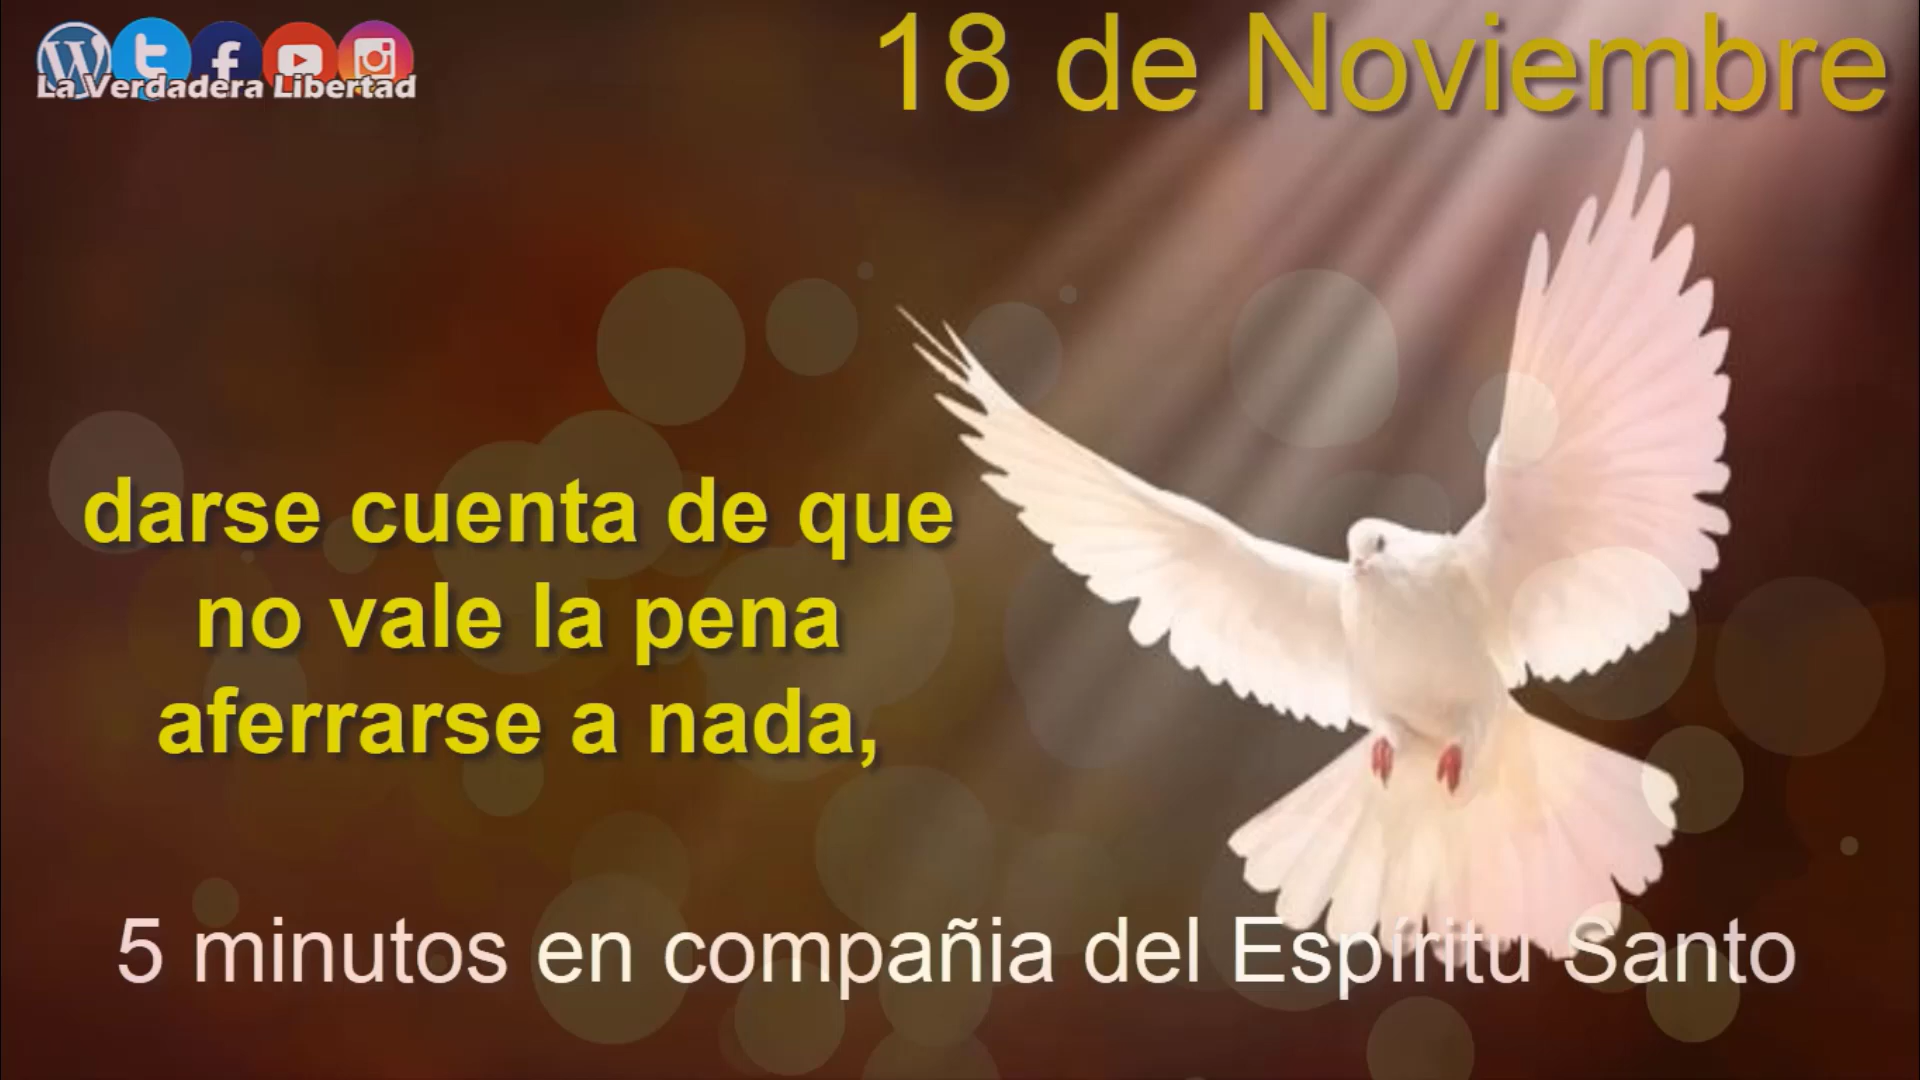 La Verdadera Libertad
18 de Noviembre
darse cuenta de que
no vale la pena
aferrarse a nada,
5 minutos en compañia del Espíritu Santo